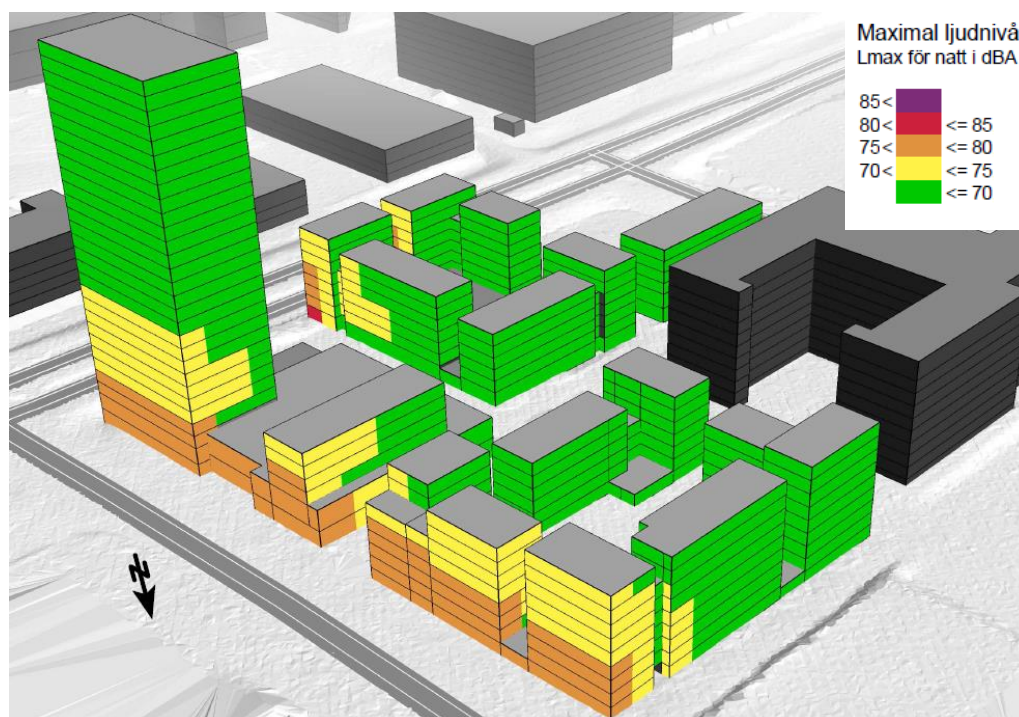 Maximal ljudnivå
Lmax för natt i dBA
85<
80< <= 85
75< <= 80
70< <= 75
<= 70
N